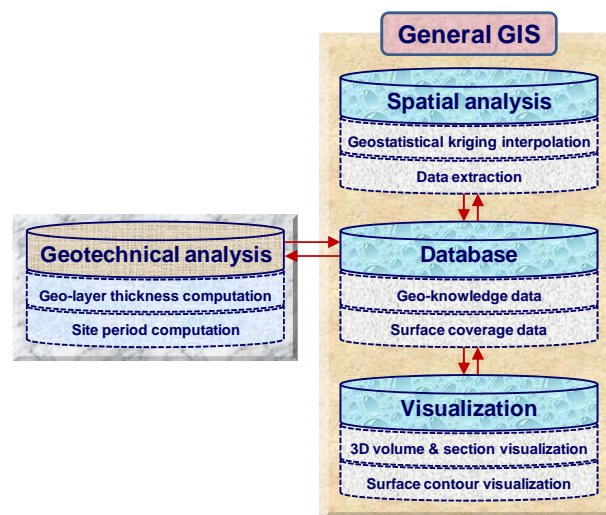 General GIS
Spatial analysis
Geostatistical kriging interpolation
Data extraction
Geotechnical analysis
Geo-layer thickness computation
Site period computation
Database
Geo-knowledge data
Surface coverage data
Visualization
3D volume & section visualization
Surface contour visualization